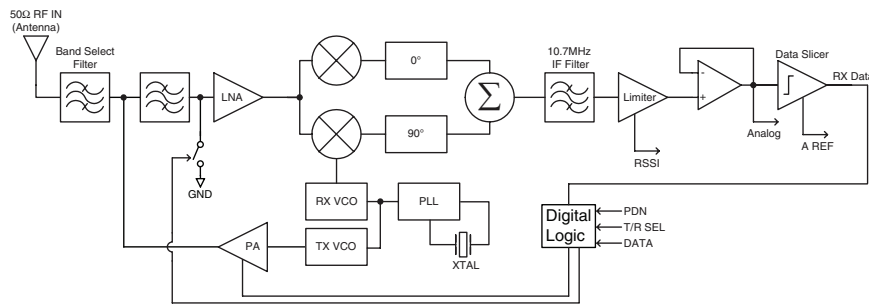 50Ω RF IN
(Antenna)
Band Select
Filter
LNA
0°
90°
Σ
10.7MHz
IF Filter
Limiter
RSSI
-
+
Analog
Data Slicer
A REF
RX Data
GND
RX VCO
PLL
PA
TX VCO
XTAL
Digital
Logic
PDN
T/R SEL
DATA